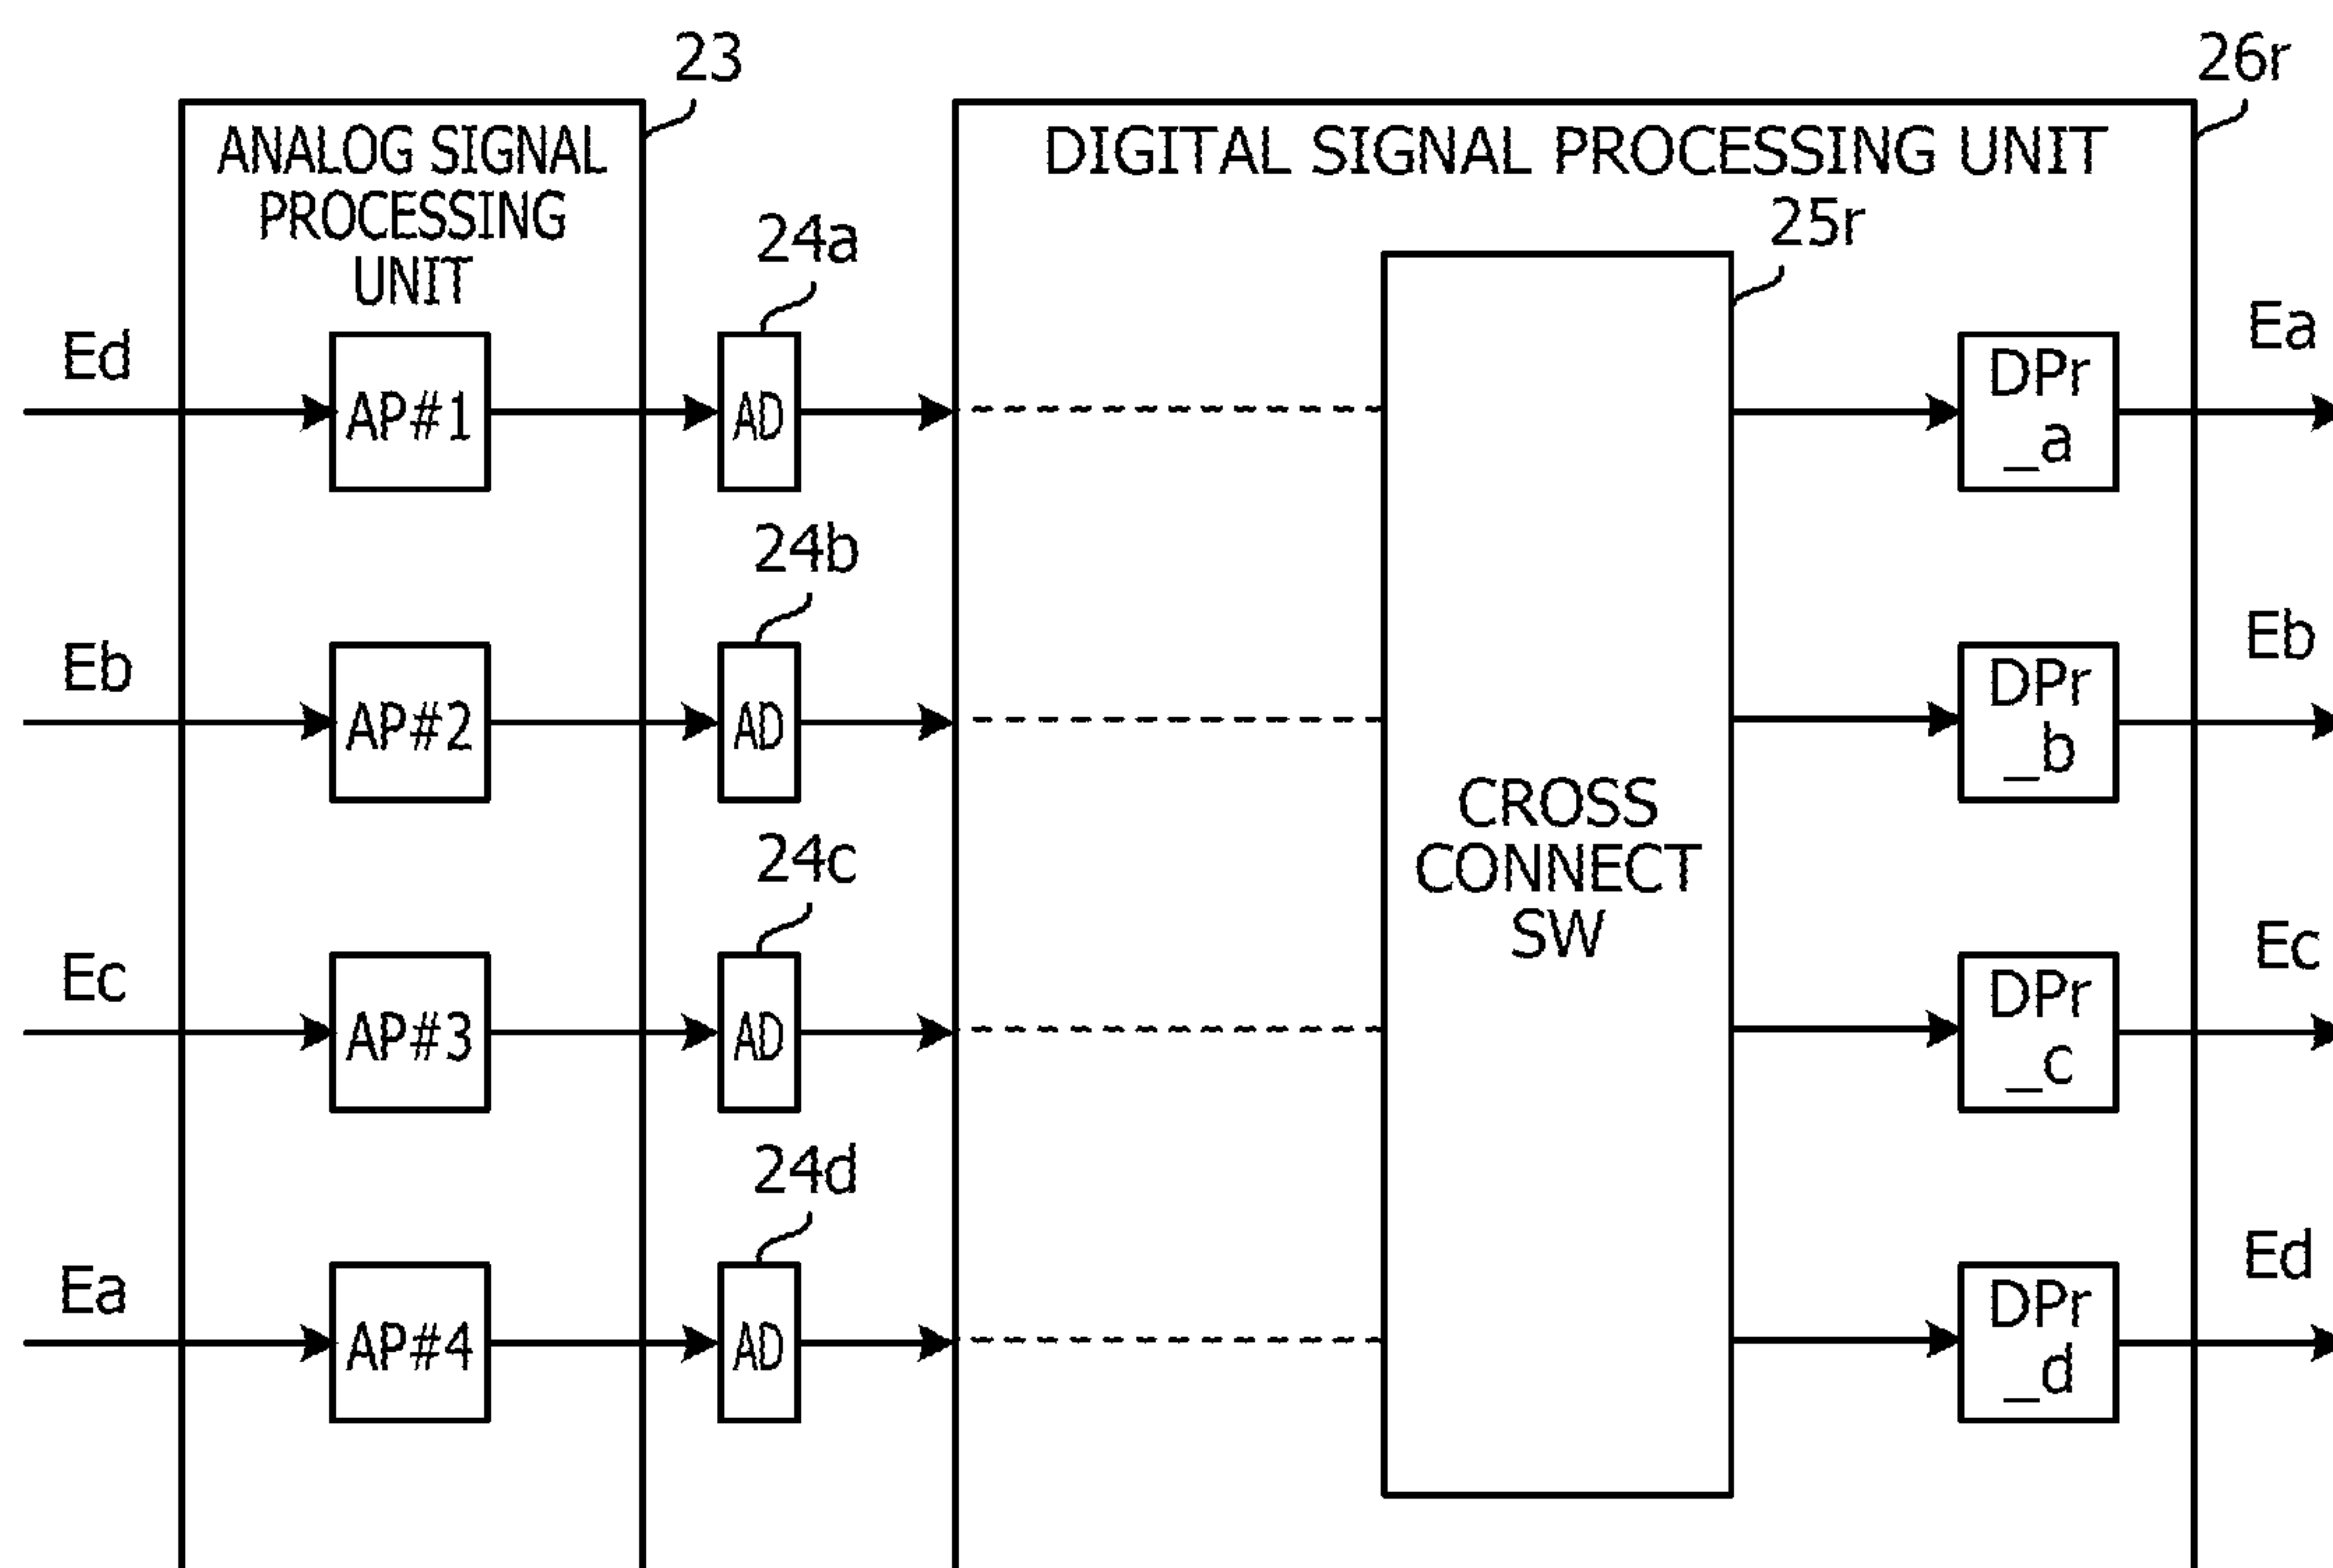 23
26r
ANALOG SIGNAL
PROCESSING
UNIT
DIGITAL SIGNAL PROCESSING UNIT
24a
25r
Ed
AP#1
AD
DPr
_a
Ea
24b
Eb
AP#2
AD
DPr
_b
Eb
CROSS
CONNECT
SW
24c
Ec
AP#3
AD
DPr
_c
Ec
24d
Ea
AP#4
AD
DPr
_d
Ed